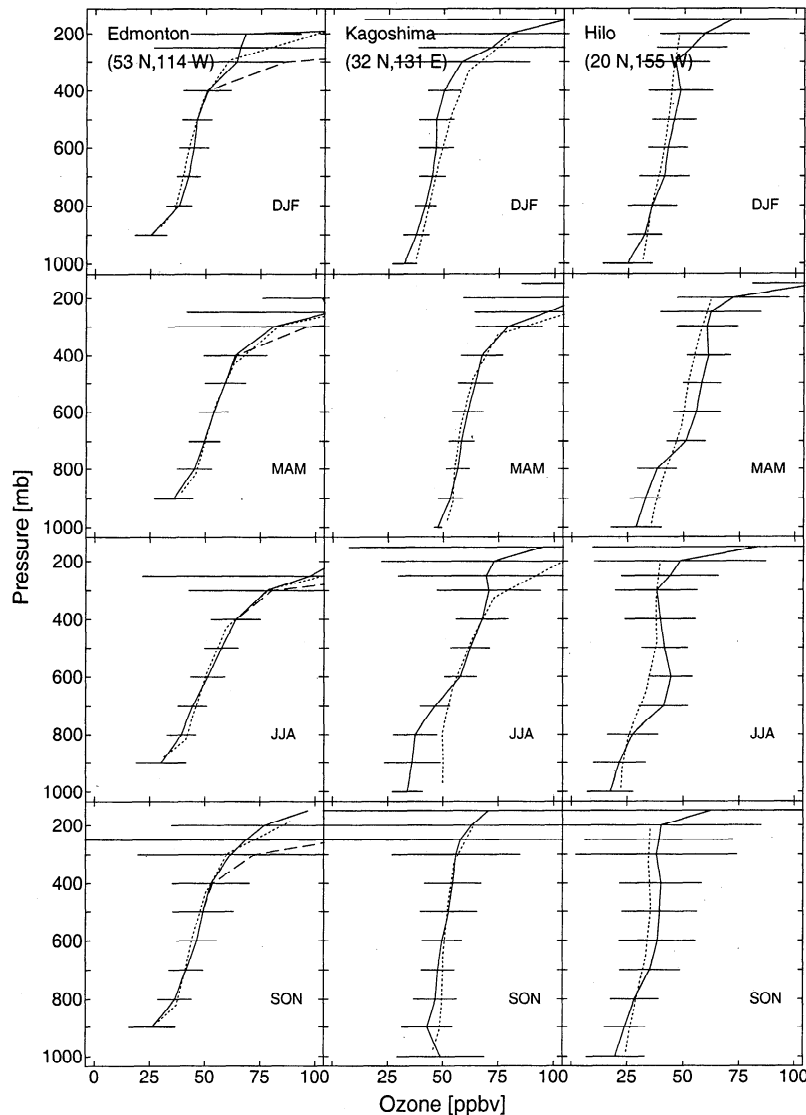 Edmonton
(53 N,114 W)
Kagoshima
(32 N,131 E)
Hilo
(20 N,155 W)
200
400
600
800
1000
DJF
DJF
DJF
200
400
600
800
1000
MAM
MAM
MAM
Pressure [mb]
200
400
600
800
1000
JJA
JJA
JJA
200
400
600
800
1000
SON
SON
SON
0 25 50 75 100 25 50 75 100 25 50 75 100
Ozone [ppbv]